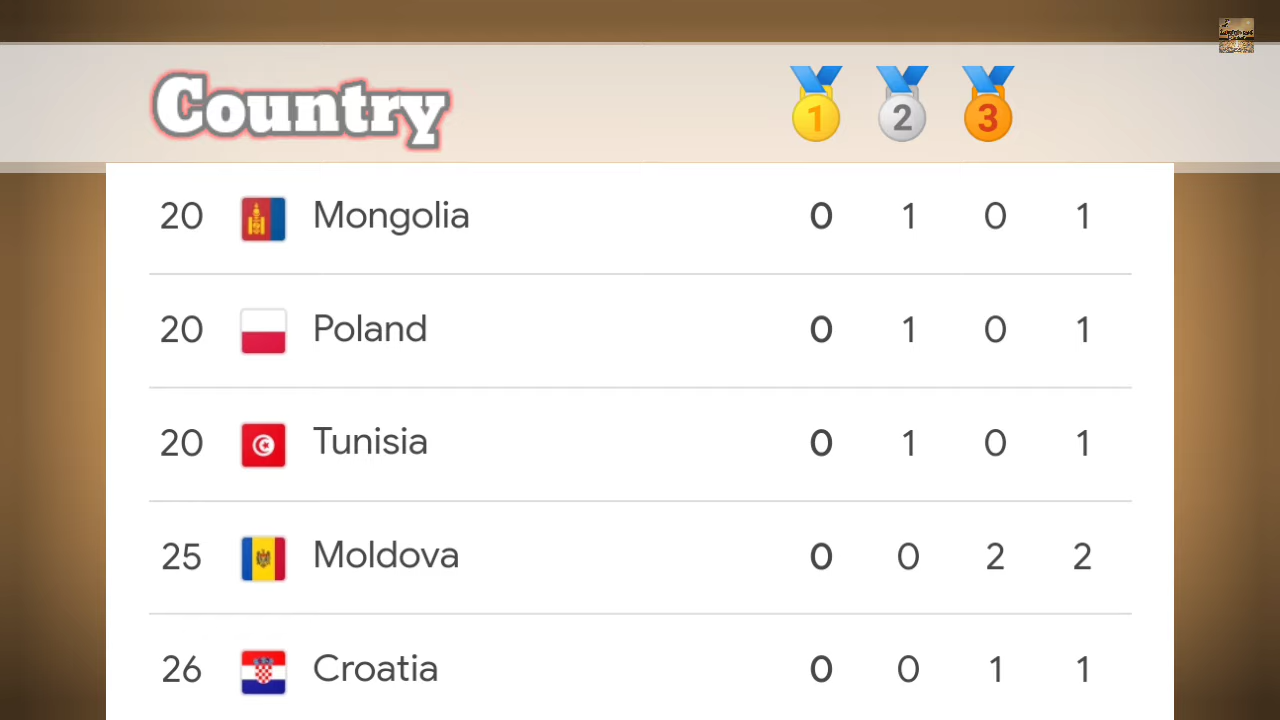 Country 1 2 3
20 Mongolia 0 1 0 1
20 Poland 0 1 0 1
20 Tunisia 0 1 0 1
25 Moldova 0 0 2 2
26 Croatia 0 0 1 1